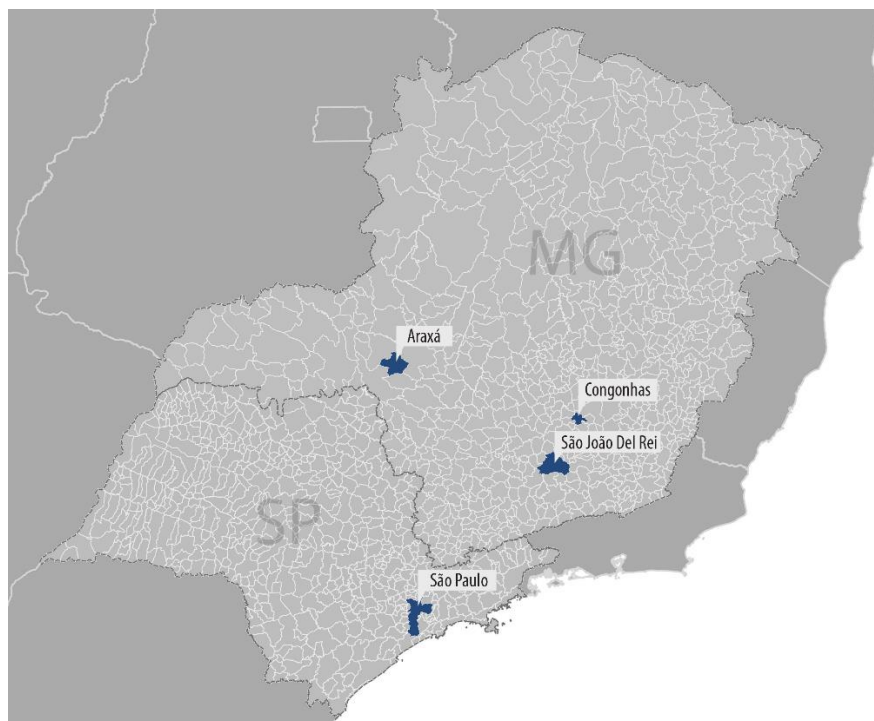 MG
Araxá
Congonhas
São João Del Rei
SP
São Paulo